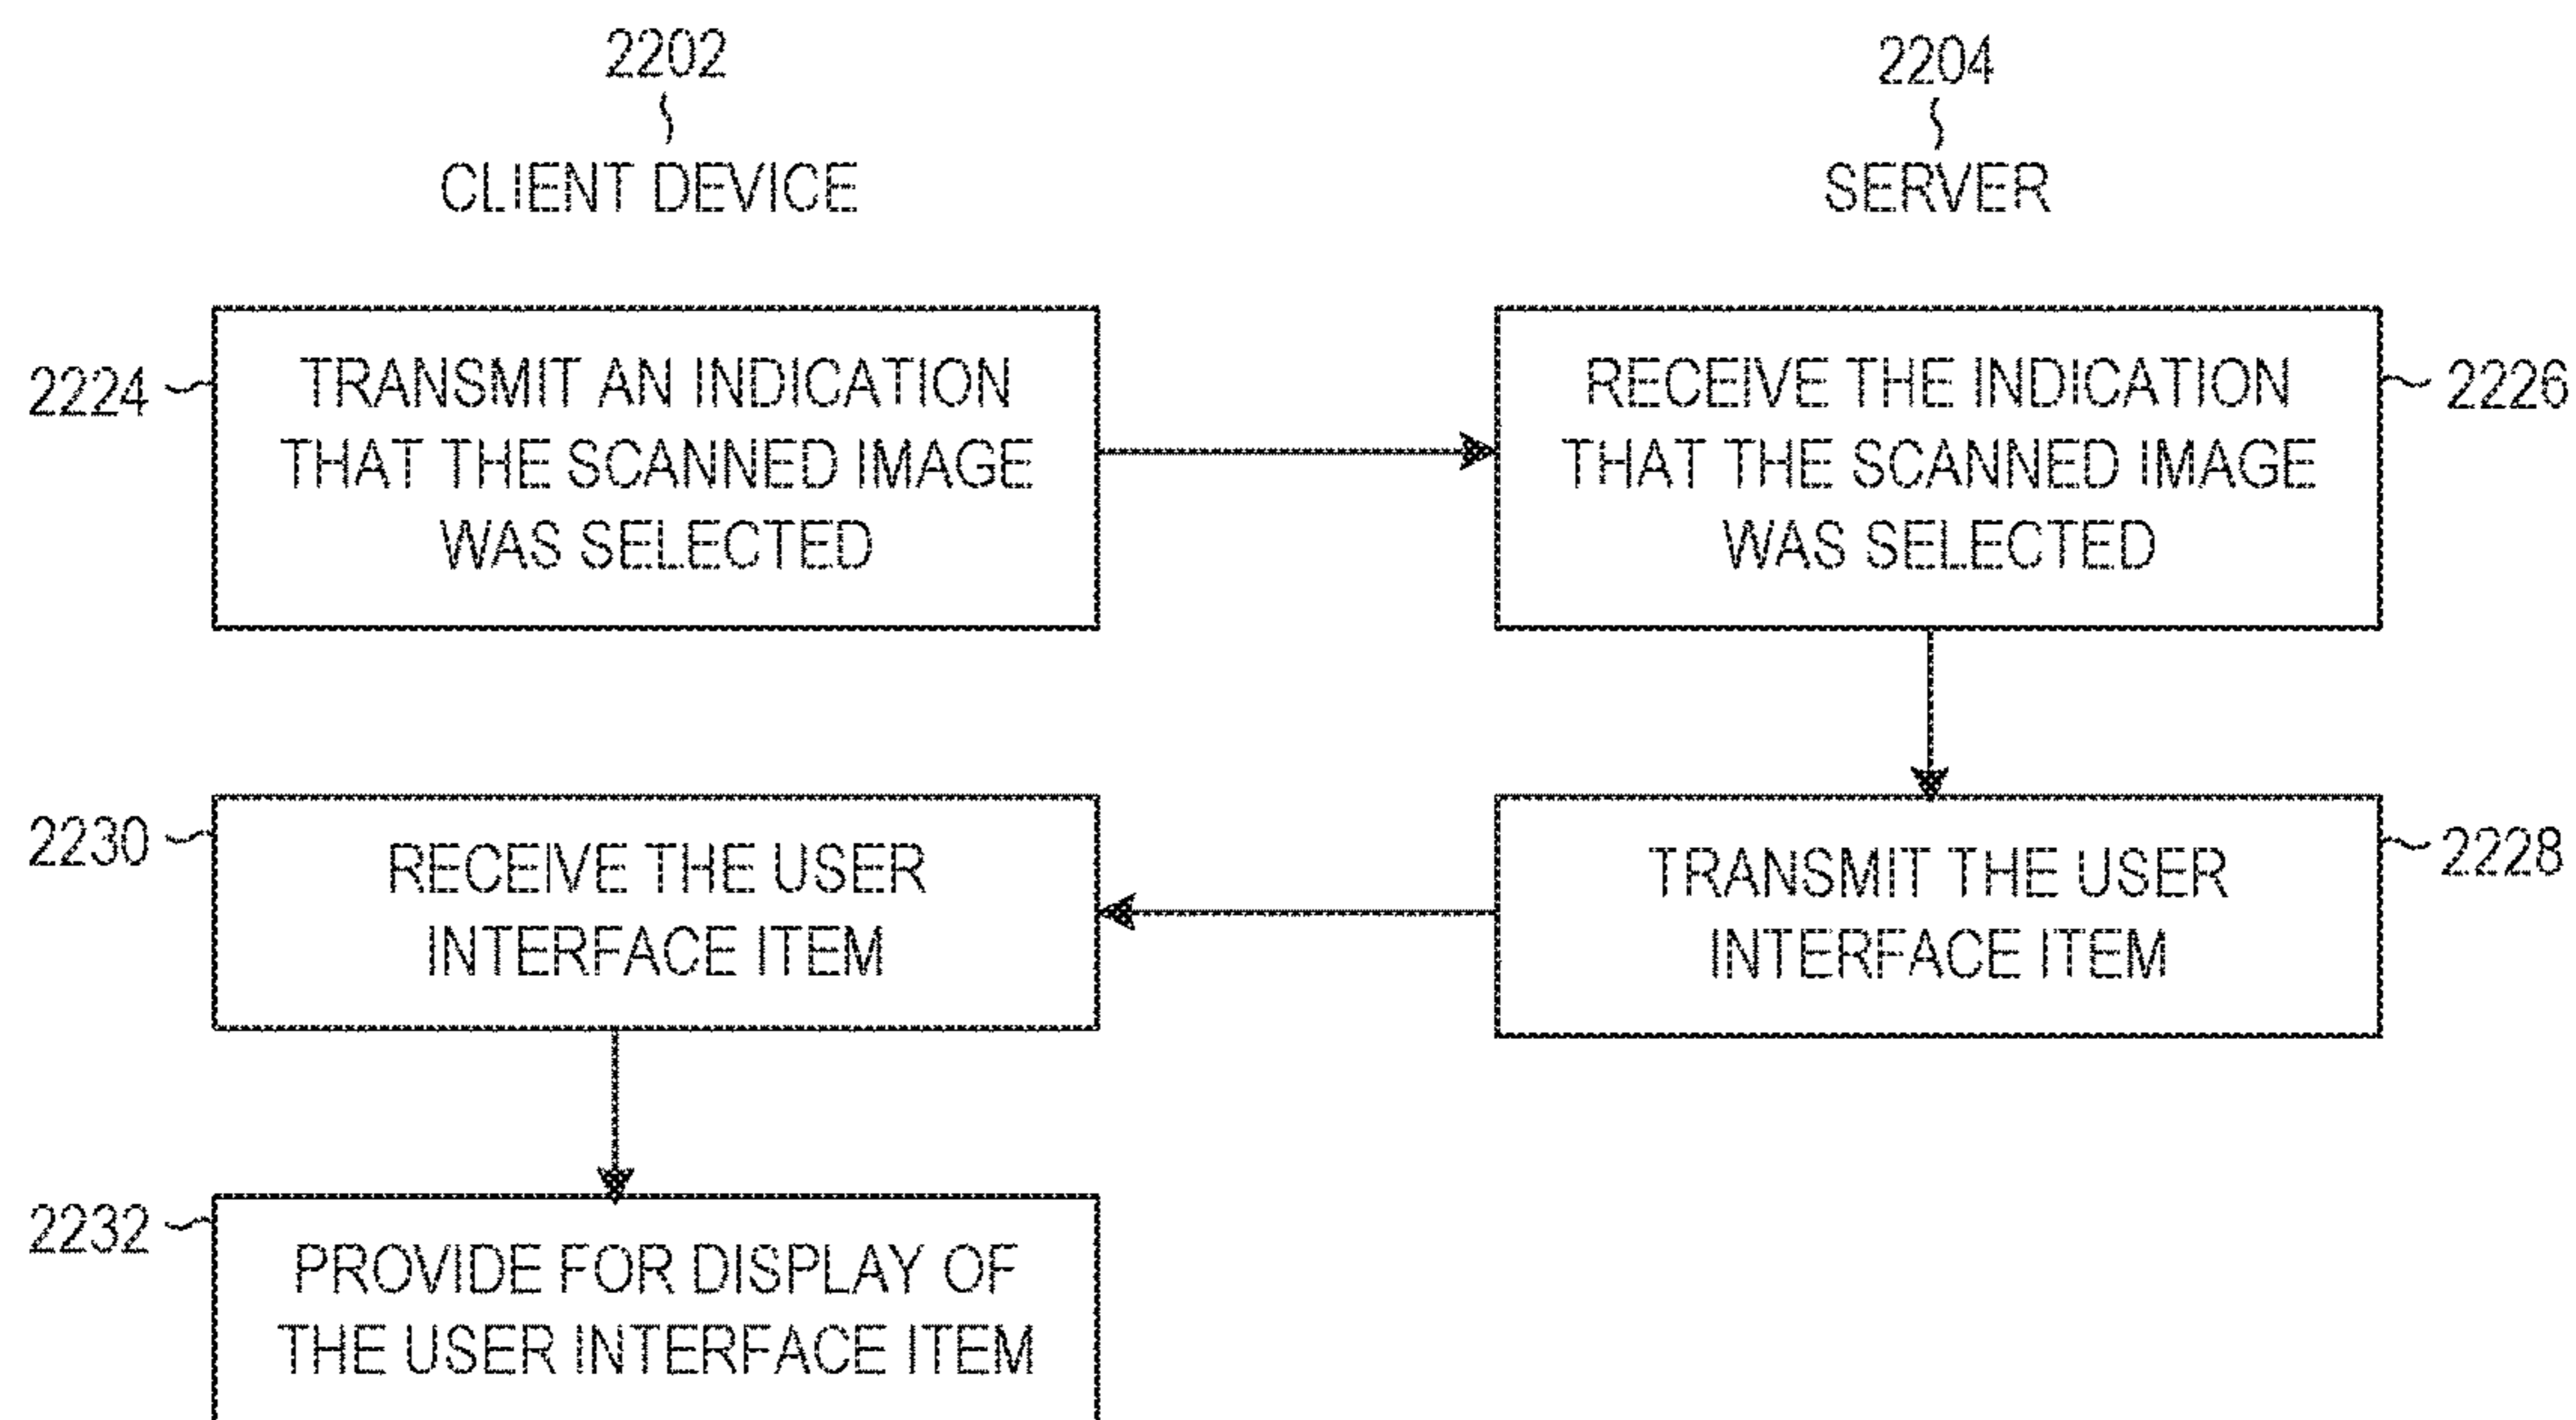 2202
CLIENT DEVICE
2204
SERVER
2224
TRANSMIT AN INDICATION
THAT THE SCANNED IMAGE
WAS SELECTED
RECEIVE THE INDICATION
THAT THE SCANNED IMAGE
WAS SELECTED
2226
2230
RECEIVE THE USER
INTERFACE ITEM
TRANSMIT THE USER
INTERFACE ITEM
2228
2232
PROVIDE FOR DISPLAY OF
THE USER INTERFACE ITEM